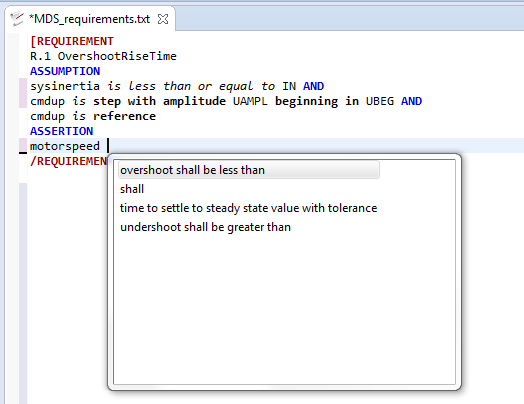 *MDS_requirements.txt
[REQUIREMENT
R.1 OvershootRiseTime
ASSUMPTION
sysinertia is less than or equal to IN AND
cmdup is step with amplitude UAMPL beginning in UBEG AND
cmdup is reference
ASSERTION
motorspeed
/REQUIREMEN
overshoot shall be less than
shall
time to settle to steady state value with tolerance
undershoot shall be greater than